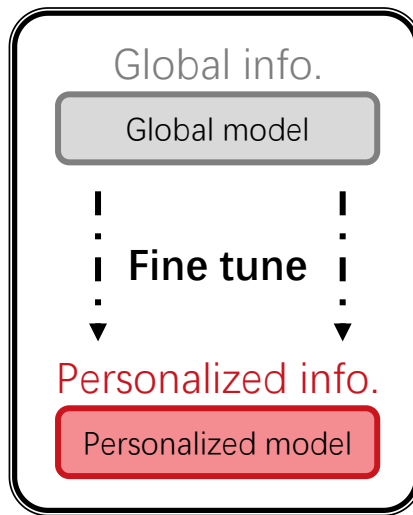 Global info.
Global model
Fine tune
Personalized info.
Personalized model